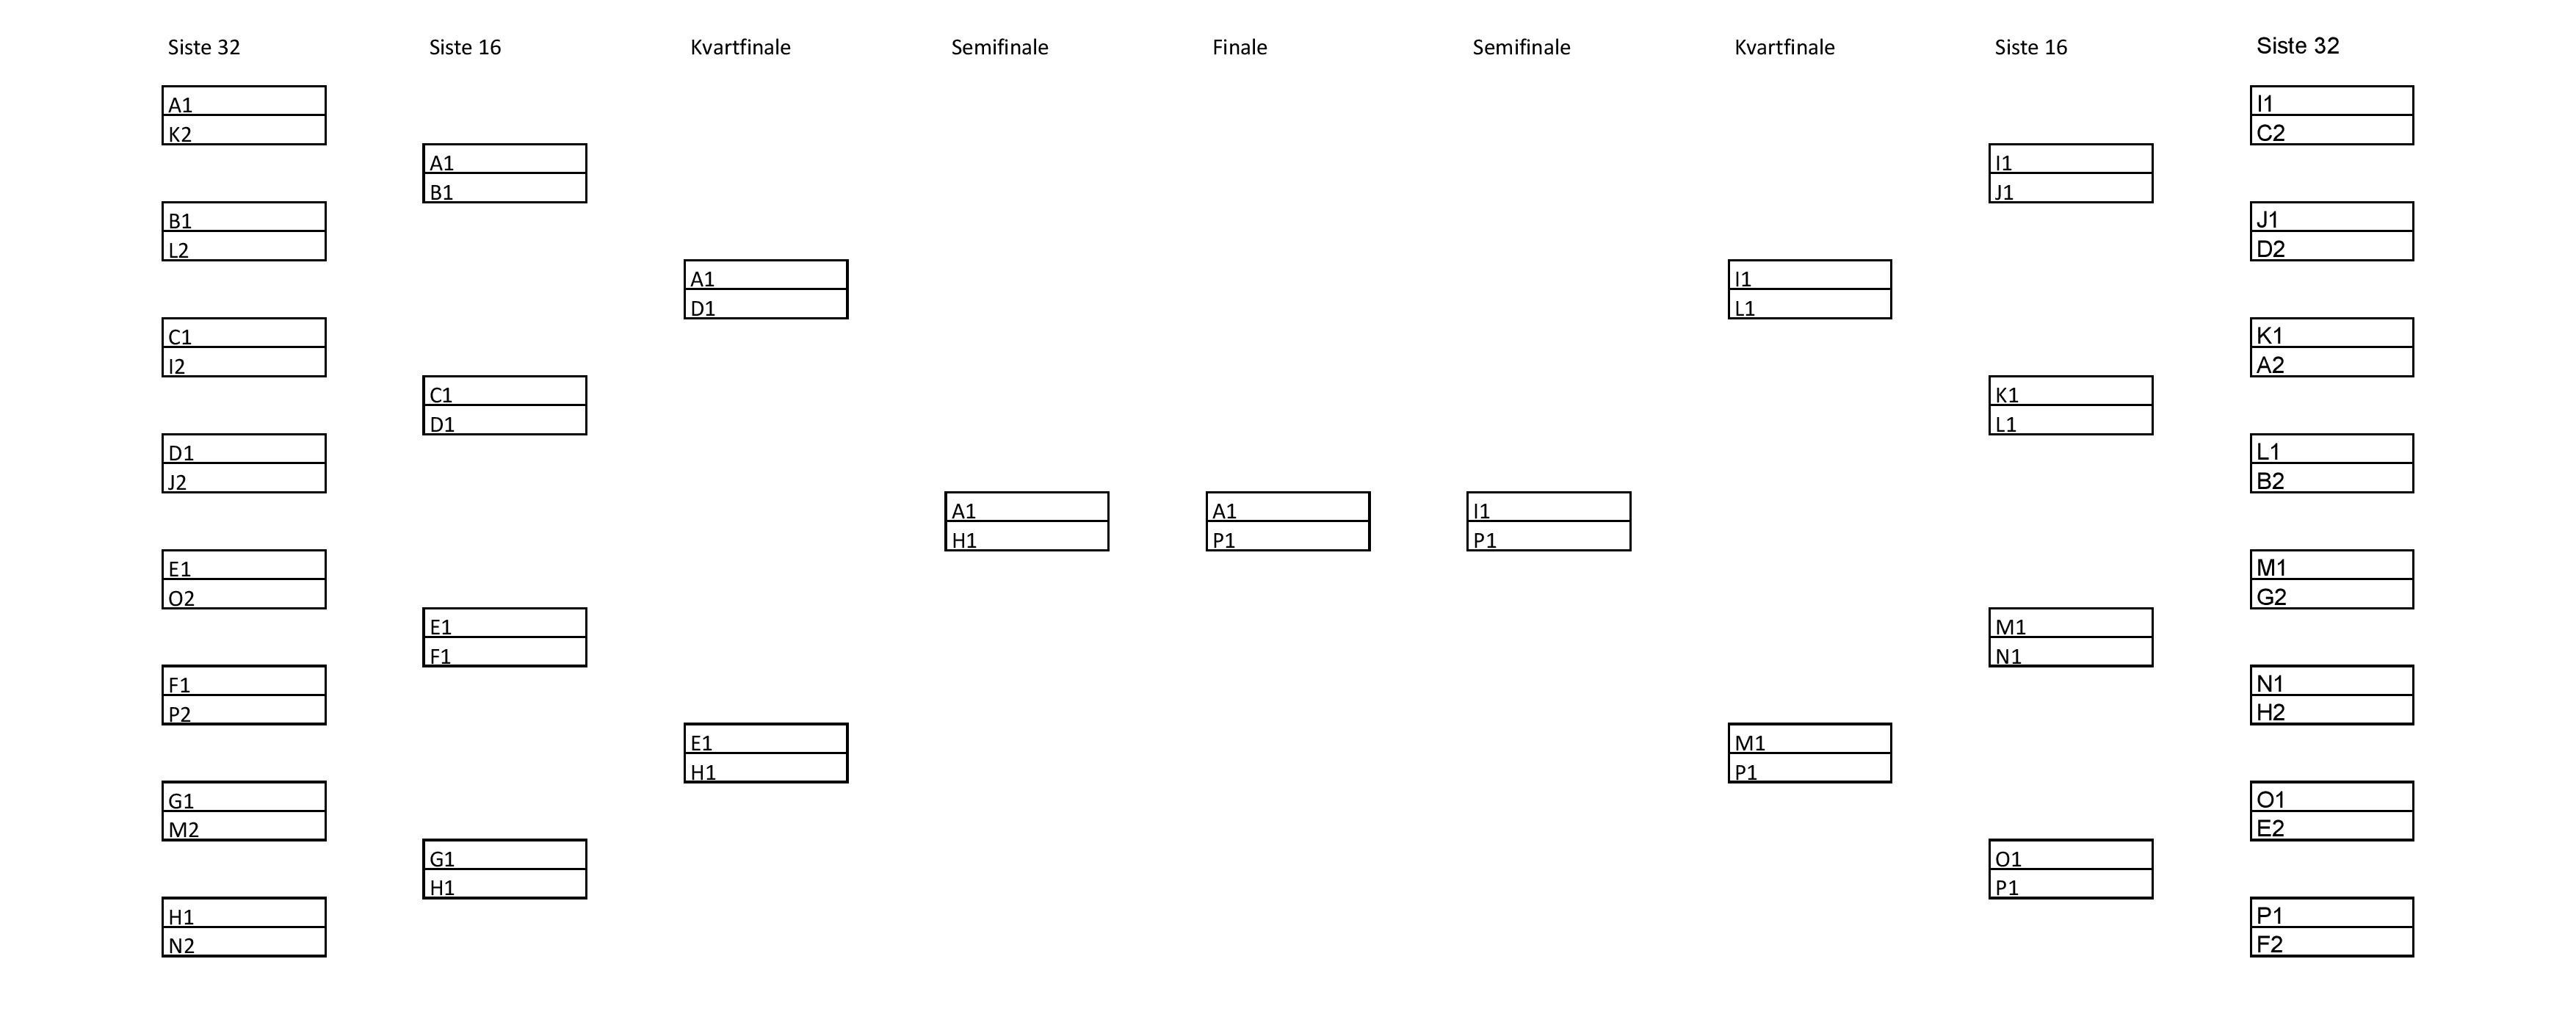 Siste 32
Siste 16
Kvartfinale
Semifinale
Finale
Semifinale
Kvartfinale
Siste 16
Siste 32
A1
K2
B1
L2
C1
I2
D1
J2
E1
O2
F1
P2
G1
M2
H1
N2
A1
B1
C1
D1
E1
F1
G1
H1
A1
D1
E1
H1
A1
H1
A1
P1
I1
P1
I1
L1
M1
P1
I1
J1
K1
L1
M1
N1
O1
P1
I1
C2
J1
D2
K1
A2
L1
B2
M1
G2
N1
H2
O1
E2
P1
F2